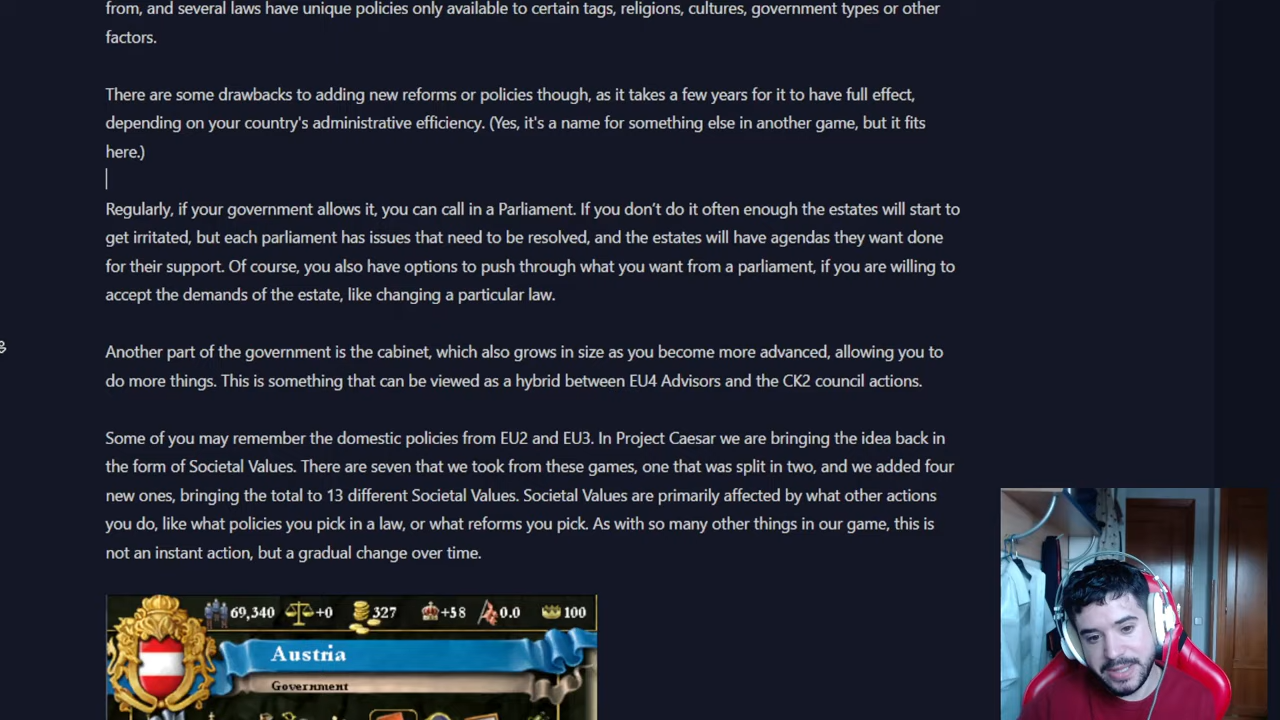 from, and several laws have unique policies only available to certain tags, religions, cultures, government types or other
factors.
There are some drawbacks to adding new reforms or policies though, as it takes a few years for it to have full effect,
depending on your country's administrative efficiency. (Yes, it's a name for something else in another game, but it fits
here.)
Regularly, if your government allows it, you can call in a Parliament. If you don’t do it often enough the estates will start to
get irritated, but each parliament has issues that need to be resolved, and the estates will have agendas they want done
for their support. Of course, you also have options to push through what you want from a parliament, if you are willing to
accept the demands of the estate, like changing a particular law.
Another part of the government is the cabinet, which also grows in size as you become more advanced, allowing you to
do more things. This is something that can be viewed as a hybrid between EU4 Advisors and the CK2 council actions.
Some of you may remember the domestic policies from EU2 and EU3. In Project Caesar we are bringing the idea back in
the form of Societal Values. There are seven that we took from these games, one that was split in two, and we added four
new ones, bringing the total to 13 different Societal Values. Societal Values are primarily affected by what other actions
you do, like what policies you pick in a law, or what reforms you pick. As with so many other things in our game, this is
not an instant action, but a gradual change over time.
69,340 +0 327 +58 0.0 100
Austria
Government